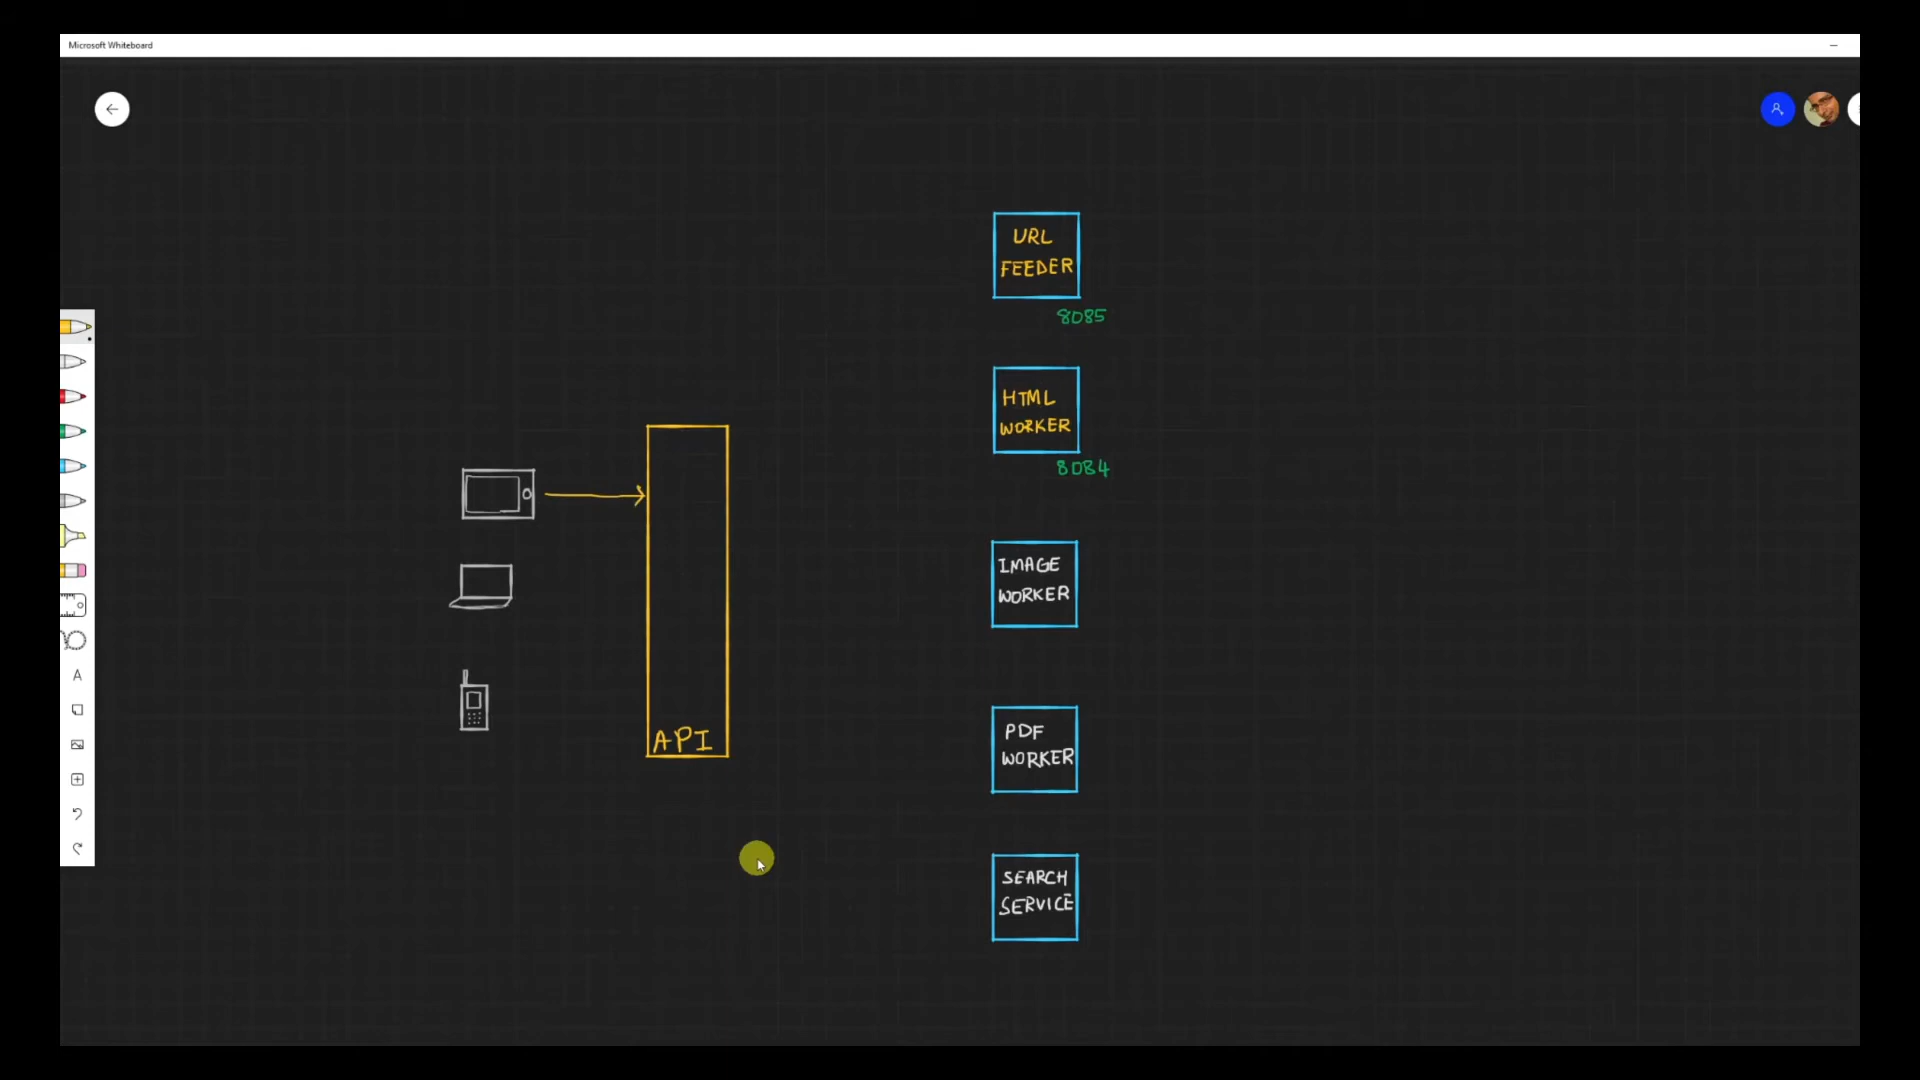 Microsoft Whiteboard
URL
FEEDER
8085
HTML
WORKER
8084
IMAGE
WORKER
API
PDF
WORKER
SEARCH
SERVICE
A